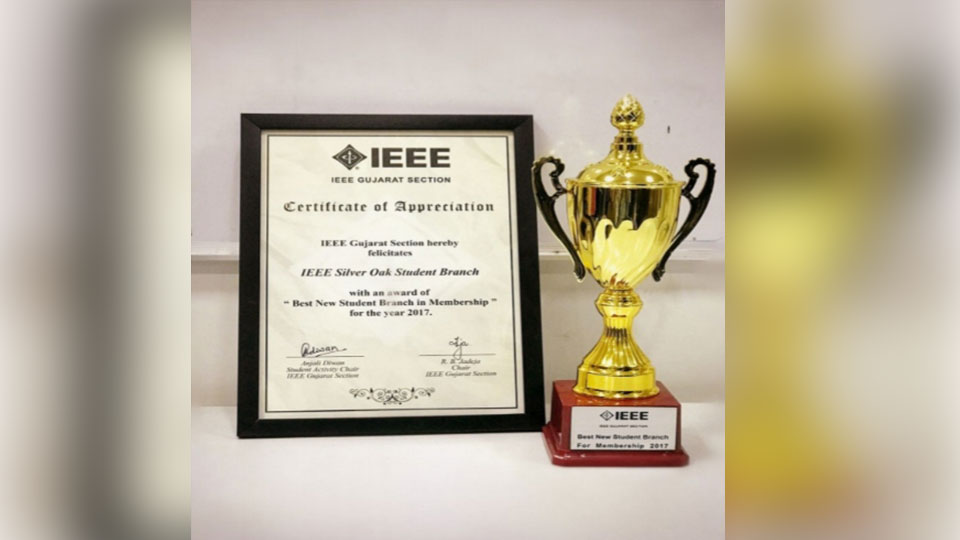 IEEE
IEEE GUJARAT SECTION
Certificate of Appreciation
IEEE Gujarat Section hereby
felicitates
IEEE Silver Oak Student Branch
with an award of
“ Best New Student Branch in Membership ”
for the year 2017.
Anjali Diwan
Student Activity Chair
IEEE Gujarat Section
R. B. Jadeja
Chair
IEEE Gujarat Section
IEEE
IEEE GUJARAT SECTION
Best New Student Branch
For Membership 2017